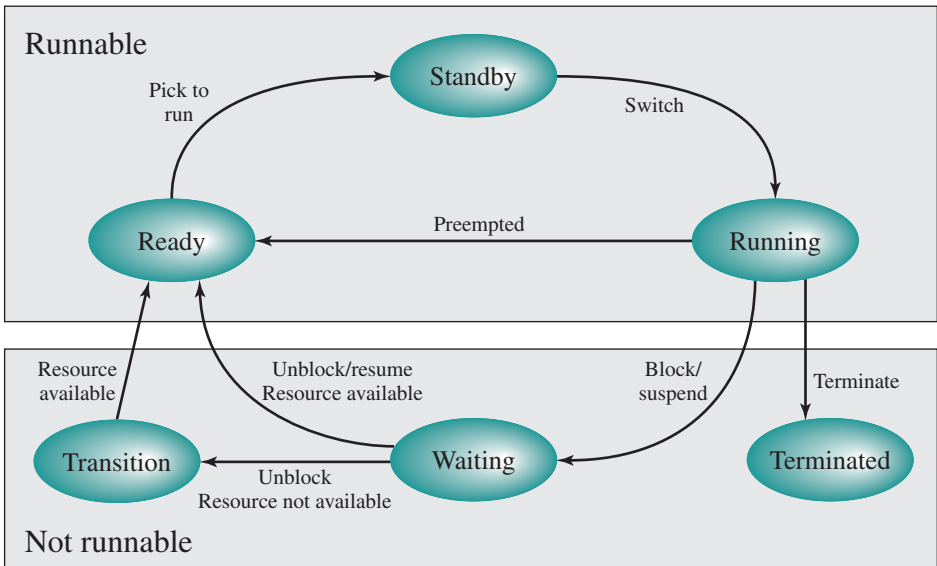 Runnable
Standby
Pick to
run
Switch
Ready
Preempted
Running
Resource
available
Unblock/resume
Resource available
Block/
suspend
Terminate
Transition
Waiting
Terminated
Unblock
Resource not available
Not runnable